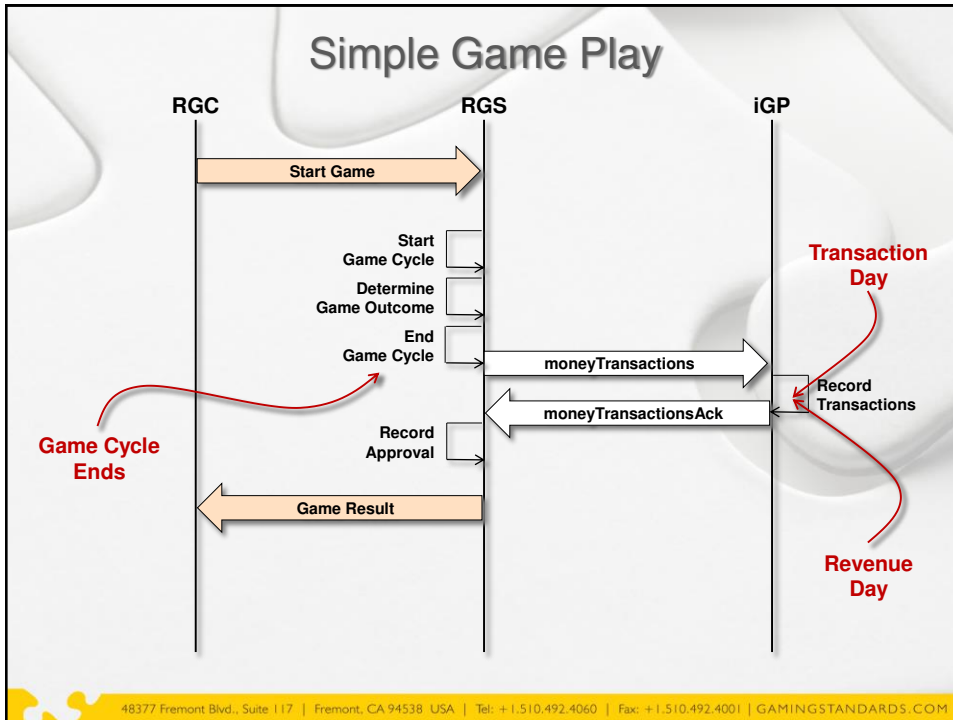 Simple Game Play
RGC
RGS
iGP
Start Game
Start
Game Cycle
Determine
Game Outcome
End
Game Cycle
moneyTransactions
Transaction
Day
Record
Transactions
moneyTransactionsAck
Game Cycle
Ends
Record
Approval
Game Result
Revenue
Day
48377 Fremont Blvd., Suite 117 | Fremont, CA 94538 USA | Tel: +1.510.492.4060 | Fax: +1.510.492.4001 | GAMINGSTANDARDS.COM